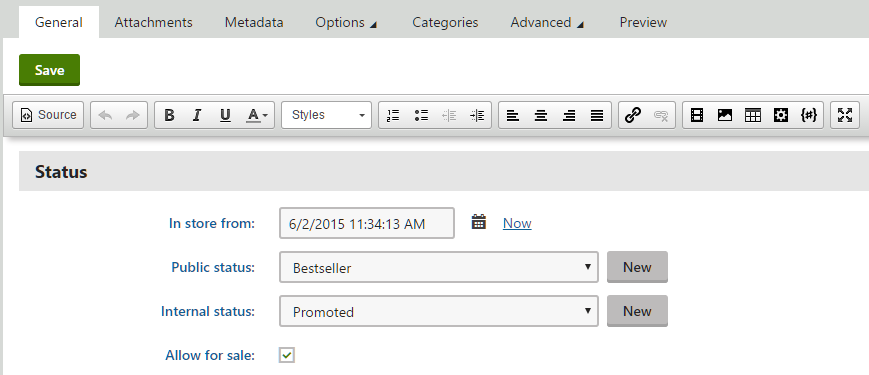 General Attachments Metadata Options Categories Advanced Preview
Save
Source B I U A Styles {#}
Status
In store from: 6/2/2015 11:34:13 AM Now
Public status: Bestseller New
Internal status: Promoted New
Allow for sale: